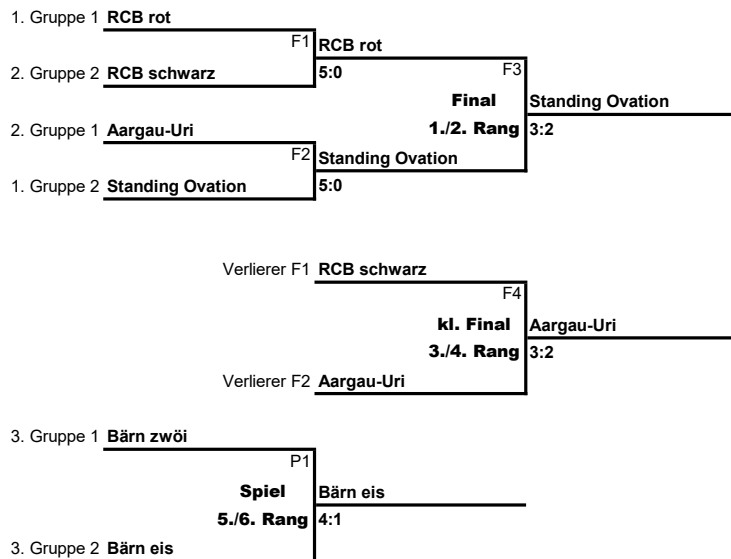 1. Gruppe 1 RCB rot
F1 RCB rot
2. Gruppe 2 RCB schwarz 5:0 F3
Final Standing Ovation
2. Gruppe 1 Aargau-Uri 1./2. Rang 3:2
F2 Standing Ovation
1. Gruppe 2 Standing Ovation 5:0
Verlierer F1 RCB schwarz
F4
kl. Final Aargau-Uri
3./4. Rang 3:2
Verlierer F2 Aargau-Uri
3. Gruppe 1 Bärn zwöi
P1
Spiel Bärn eis
5./6. Rang 4:1
3. Gruppe 2 Bärn eis